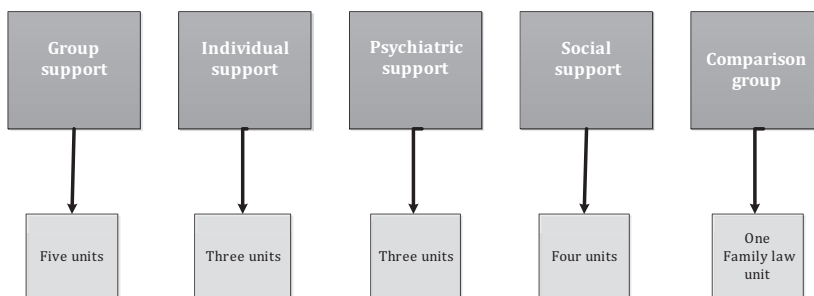 Group
support
Individual
support
Psychiatric
support
Social
support
Comparison
group
Five units
Three units
Three units
Four units
One
Family law
unit